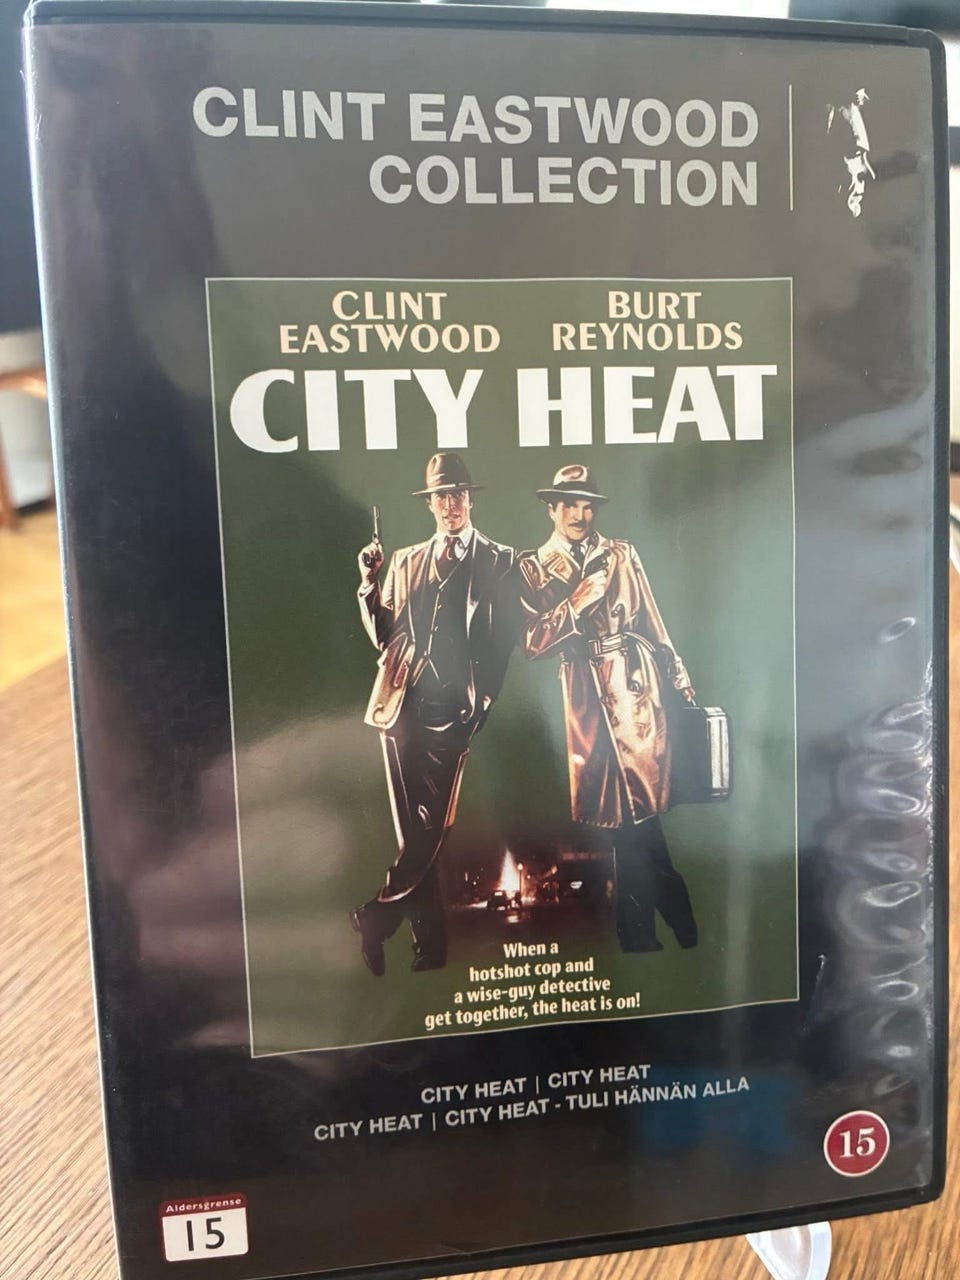 CLINT EASTWOOD
COLLECTION
CLINT
EASTWOOD
BURT
REYNOLDS
CITY HEAT
When a
hotshot cop and
a wise-guy detective
get together, the heat is on!
CITY HEAT | CITY HEAT
CITY HEAT | CITY HEAT - TULI HÄNNÄN ALLA
15
Aldersgrense
15